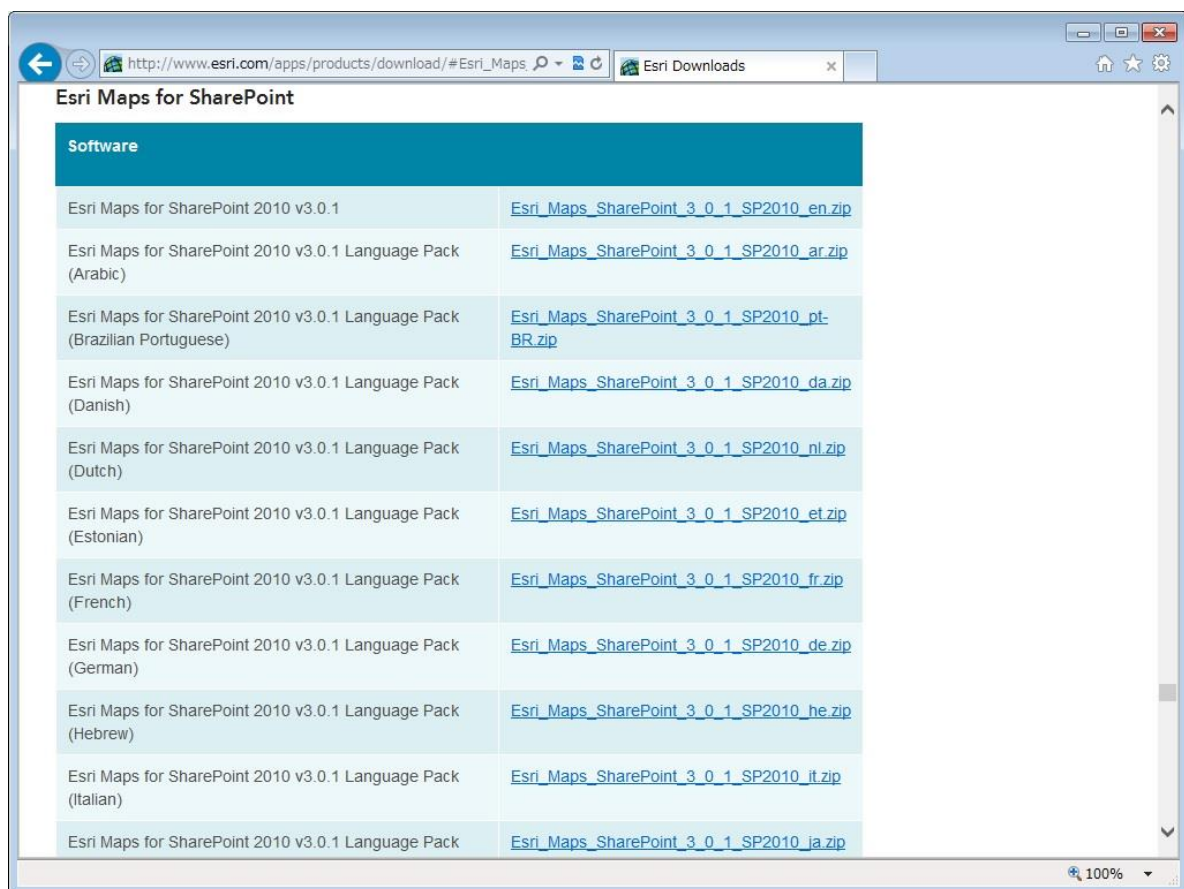 http://www.esri.com/apps/products/download/#Esri_Maps
Esri Downloads
Esri Maps for SharePoint
Software
Esri Maps for SharePoint 2010 v3.0.1 Esri_Maps_SharePoint_3_0_1_SP2010_en.zip
Esri Maps for SharePoint 2010 v3.0.1 Language Pack Esri_Maps_SharePoint_3_0_1_SP2010_ar.zip
(Arabic)
Esri Maps for SharePoint 2010 v3.0.1 Language Pack Esri_Maps_SharePoint_3_0_1_SP2010_pt-
(Brazilian Portuguese) BR.zip
Esri Maps for SharePoint 2010 v3.0.1 Language Pack Esri_Maps_SharePoint_3_0_1_SP2010_da.zip
(Danish)
Esri Maps for SharePoint 2010 v3.0.1 Language Pack Esri_Maps_SharePoint_3_0_1_SP2010_nl.zip
(Dutch)
Esri Maps for SharePoint 2010 v3.0.1 Language Pack Esri_Maps_SharePoint_3_0_1_SP2010_et.zip
(Estonian)
Esri Maps for SharePoint 2010 v3.0.1 Language Pack Esri_Maps_SharePoint_3_0_1_SP2010_fr.zip
(French)
Esri Maps for SharePoint 2010 v3.0.1 Language Pack Esri_Maps_SharePoint_3_0_1_SP2010_de.zip
(German)
Esri Maps for SharePoint 2010 v3.0.1 Language Pack Esri_Maps_SharePoint_3_0_1_SP2010_he.zip
(Hebrew)
Esri Maps for SharePoint 2010 v3.0.1 Language Pack Esri_Maps_SharePoint_3_0_1_SP2010_it.zip
(Italian)
Esri Maps for SharePoint 2010 v3.0.1 Language Pack Esri_Maps_SharePoint_3_0_1_SP2010_ja.zip
100%